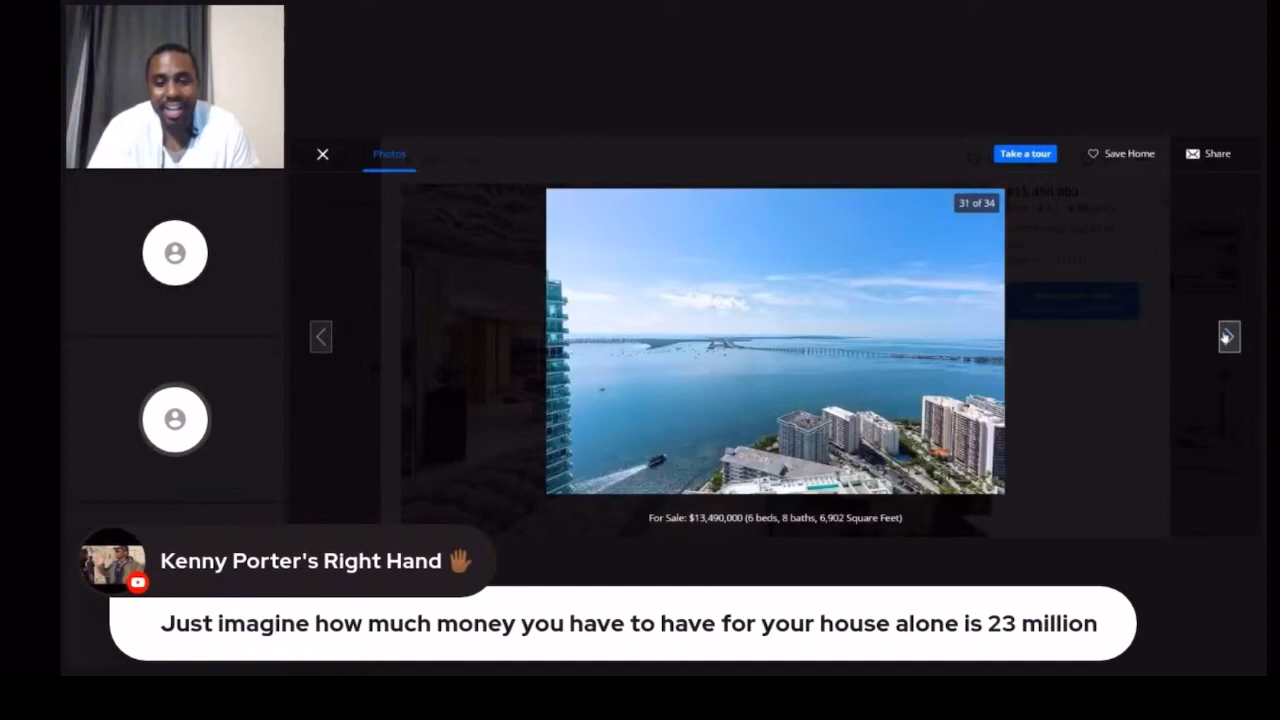 Photos
Take a tour
Save Home
Share
31 of 34
For Sale: $13,490,000 (6 beds, 8 baths, 6,902 Square Feet)
Kenny Porter's Right Hand 🤚🏾
Just imagine how much money you have to have for your house alone is 23 million